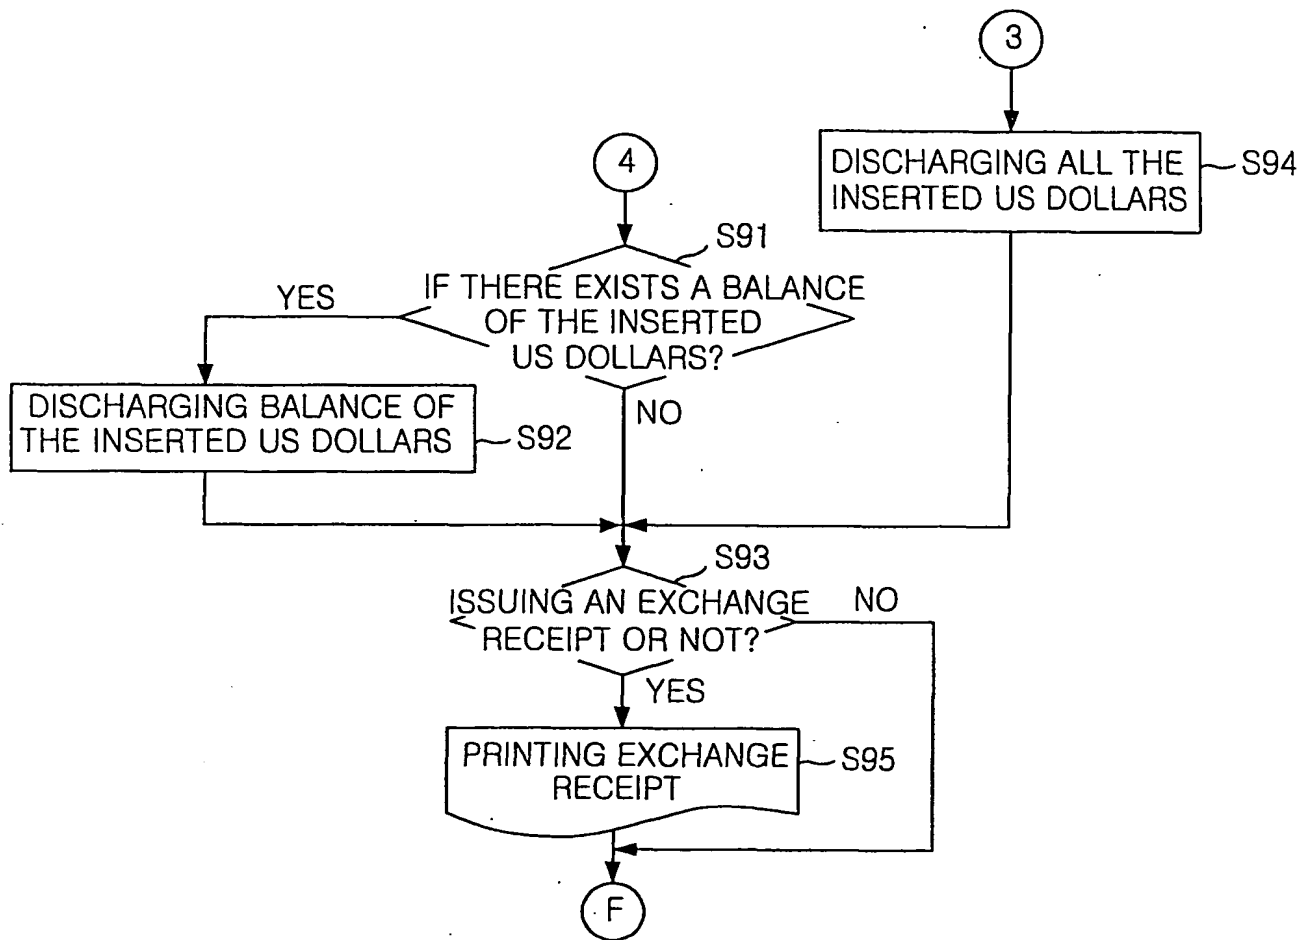 3
DISCHARGING ALL THE
INSERTED US DOLLARS
S94
4
S91
IF THERE EXISTS A BALANCE
OF THE INSERTED
US DOLLARS?
YES
NO
DISCHARGING BALANCE OF
THE INSERTED US DOLLARS
S92
S93
ISSUING AN EXCHANGE
RECEIPT OR NOT?
NO
YES
PRINTING EXCHANGE
RECEIPT
S95
F